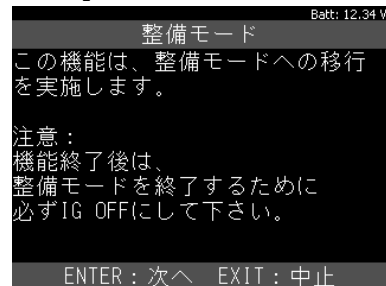 Batt: 12.34 V
整備モード
この機能は、整備モードへの移行
を実施します。
注意：
機能終了後は、
整備モードを終了するために
必ずIG OFFにして下さい。
ENTER：次へ EXIT：中止